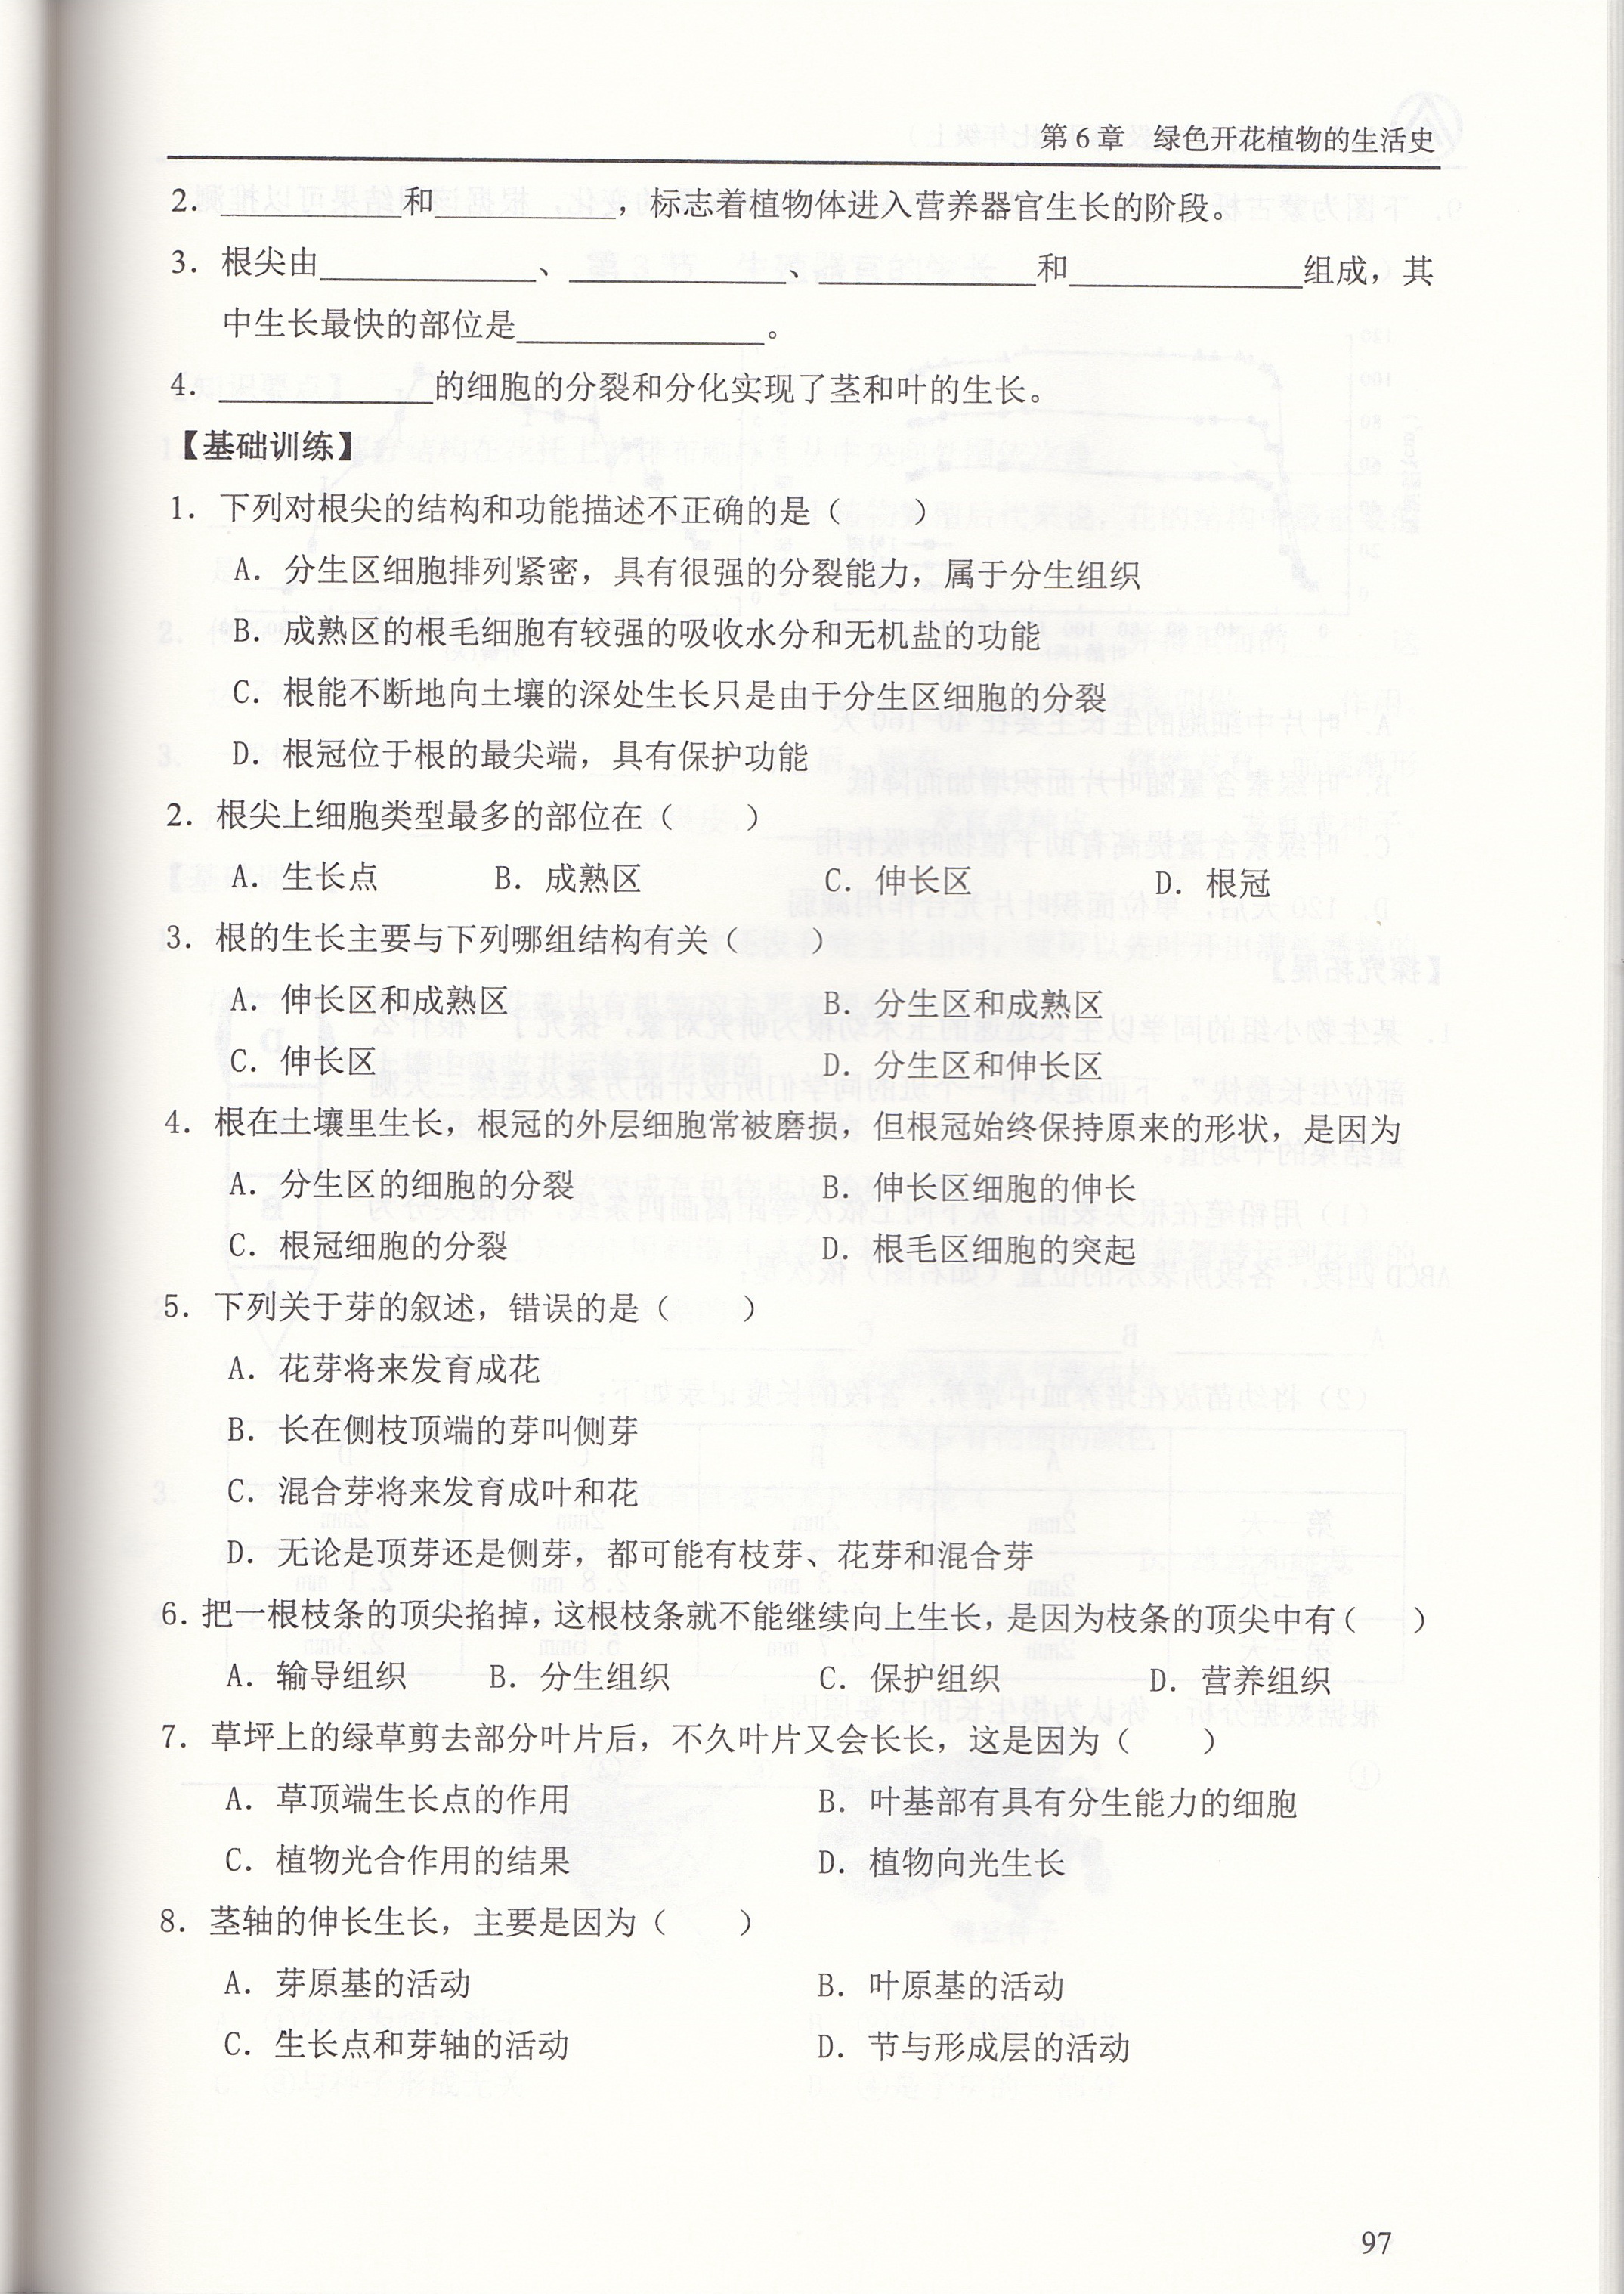 第6章　绿色开花植物的生活史
2. ____________和____________，标志着植物体进入营养器官生长的阶段。
3. 根尖由____________、____________、____________和____________组成，其
中生长最快的部位是____________。
4. ____________的细胞的分裂和分化实现了茎和叶的生长。
【基础训练】
1. 下列对根尖的结构和功能描述不正确的是（　　）
A. 分生区细胞排列紧密，具有很强的分裂能力，属于分生组织
B. 成熟区的根毛细胞有较强的吸收水分和无机盐的功能
C. 根能不断地向土壤的深处生长只是由于分生区细胞的分裂
D. 根冠位于根的最尖端，具有保护功能
2. 根尖上细胞类型最多的部位在（　　）
A. 生长点　B. 成熟区　C. 伸长区　D. 根冠
3. 根的生长主要与下列哪组结构有关（　　）
A. 伸长区和成熟区　B. 分生区和成熟区
C. 伸长区　D. 分生区和伸长区
4. 根在土壤里生长，根冠的外层细胞常被磨损，但根冠始终保持原来的形状，是因为
A. 分生区的细胞的分裂　B. 伸长区细胞的伸长
C. 根冠细胞的分裂　D. 根毛区细胞的突起
5. 下列关于芽的叙述，错误的是（　　）
A. 花芽将来发育成花
B. 长在侧枝顶端的芽叫侧芽
C. 混合芽将来发育成叶和花
D. 无论是顶芽还是侧芽，都可能有枝芽、花芽和混合芽
6. 把一根枝条的顶尖掐掉，这根枝条就不能继续向上生长，是因为枝条的顶尖中有（　　）
A. 输导组织　B. 分生组织　C. 保护组织　D. 营养组织
7. 草坪上的绿草剪去部分叶片后，不久叶片又会长长，这是因为（　　）
A. 草顶端生长点的作用　B. 叶基部有具有分生能力的细胞
C. 植物光合作用的结果　D. 植物向光生长
8. 茎轴的伸长生长，主要是因为（　　）
A. 芽原基的活动　B. 叶原基的活动
C. 生长点和芽轴的活动　D. 节与形成层的活动
97